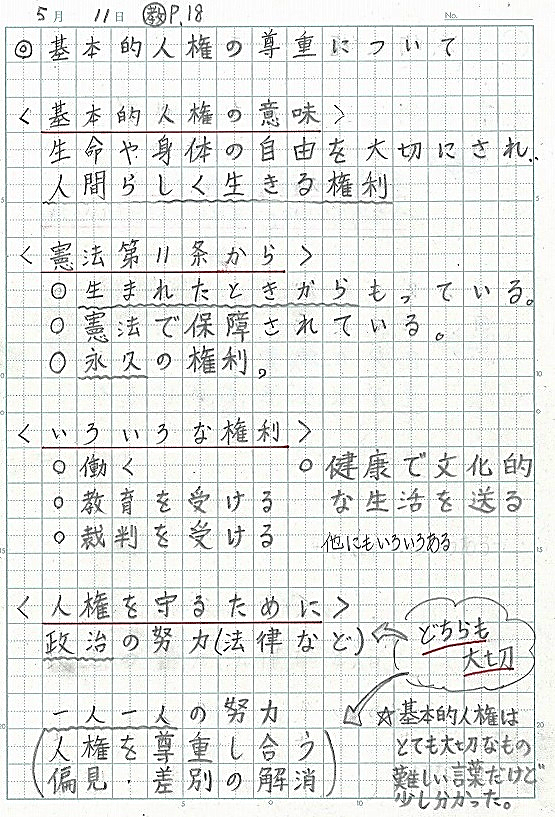 5月 11日 教P.18
No.
◎基本的人権の尊重について
<基本的人権の意味>
生命や身体の自由を大切にされ、
人間らしく生きる権利
<憲法第11条から>
○生まれたときからもっている。
○憲法で保障されている。
○永久の権利。
<いろいろな権利>
○働く
○教育を受ける
○裁判を受ける
○健康で文化的
な生活を送る
他にもいろいろある
<人権を守るために>
政治の努力(法律など)
どちらも
大切
一人一人の努力
(人権を尊重し合う
偏見・差別の解消)
☆基本的人権は
とても大切なもの
難しい言葉だけど
少し分かった。